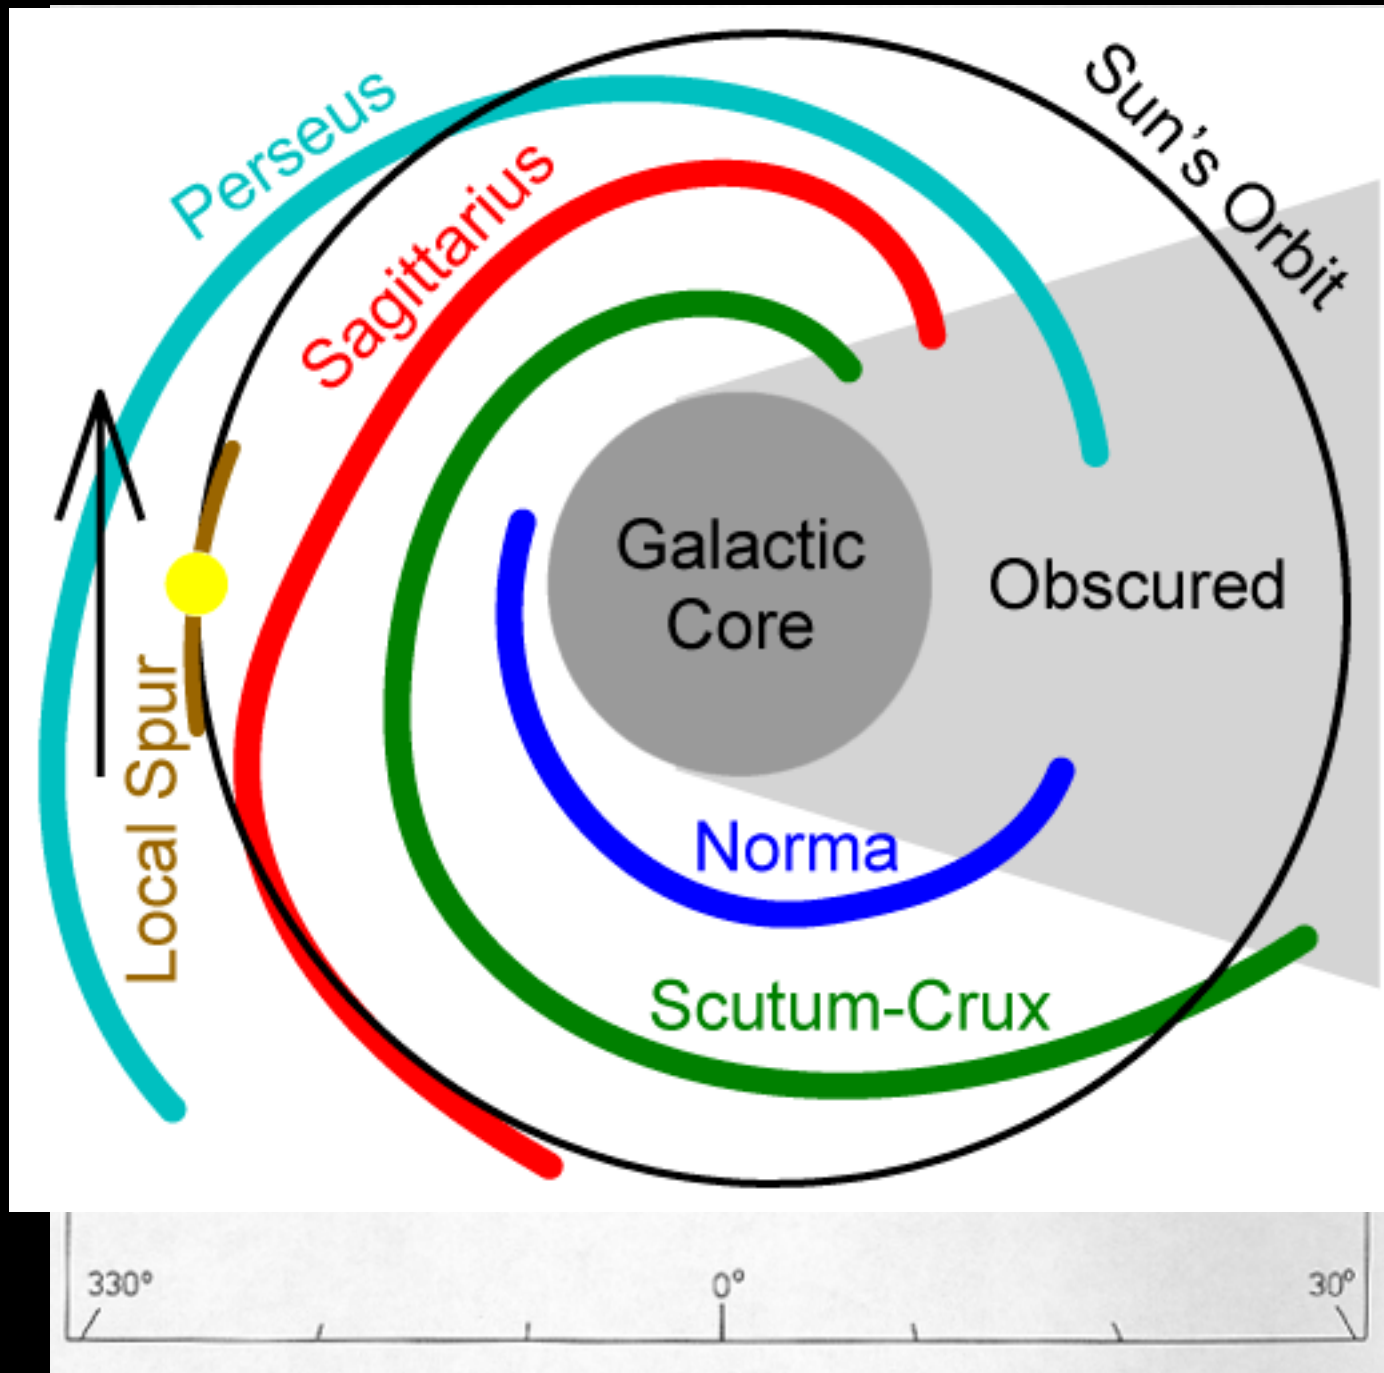 Perseus
Sun's Orbit
Sagittarius
Galactic
Core
Obscured
Local Spur
Norma
Scutum-Crux
330°
0°
30°